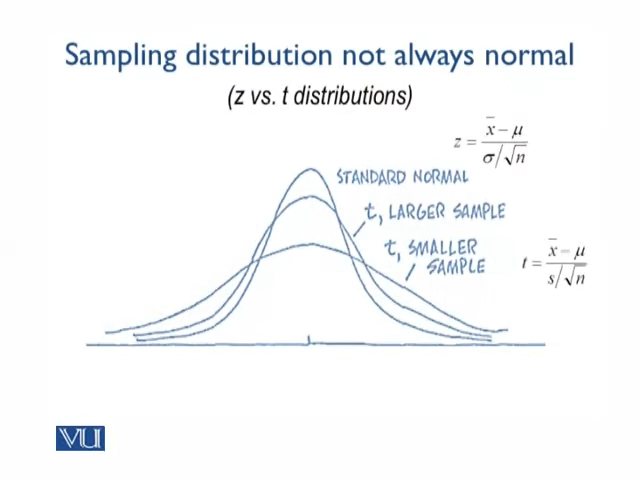 Sampling distribution not always normal
(z vs. t distributions)
z = x̄ − μ / σ/√n
STANDARD NORMAL
t, LARGER SAMPLE
t, SMALLER
SAMPLE
t = x̄ − μ / s/√n
VU